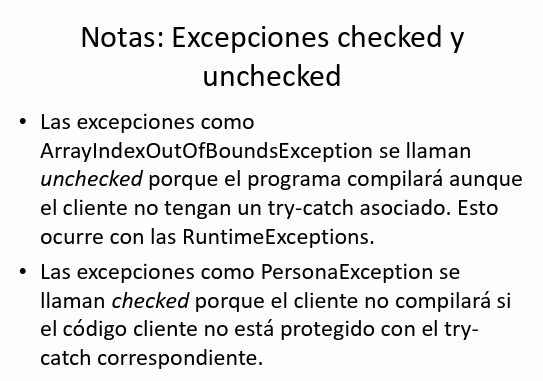 Notas: Excepciones checked y
unchecked
• Las excepciones como
ArrayIndexOutOfBoundsException se llaman
unchecked porque el programa compilará aunque
el cliente no tengan un try-catch asociado. Esto
ocurre con las RuntimeExceptions.
• Las excepciones como PersonaException se
llaman checked porque el cliente no compilará si
el código cliente no está protegido con el try-
catch correspondiente.